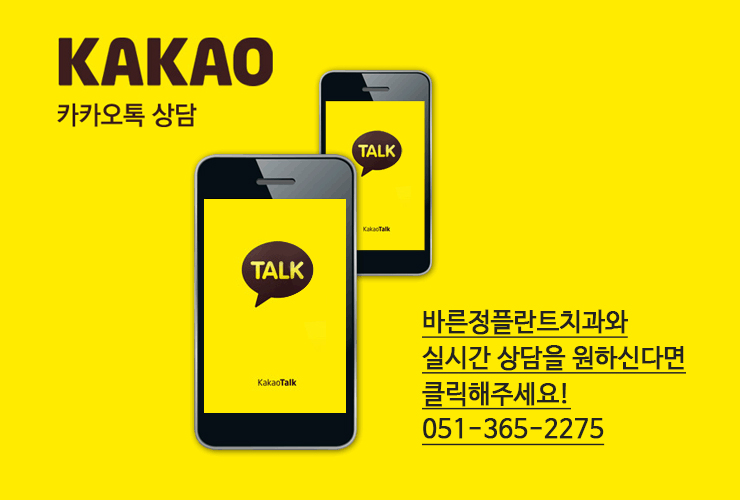 KAKAO
카카오톡 상담
TALK
KakaoTalk
TALK
KakaoTalk
바른정플란트치과와
실시간 상담을 원하신다면
클릭해주세요!
051-365-2275